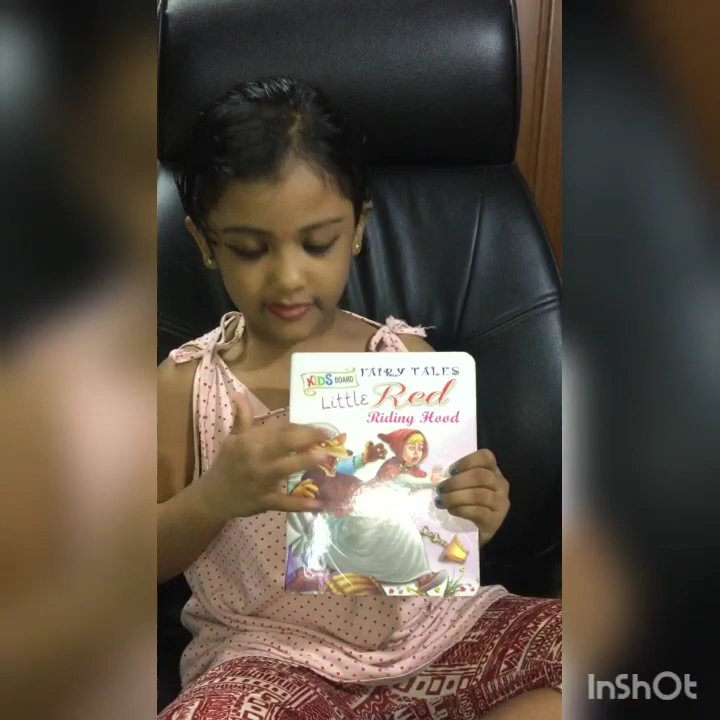 KIDS BOARD
FAIRY TALES
LittLE Red
Riding Hood
InShOt